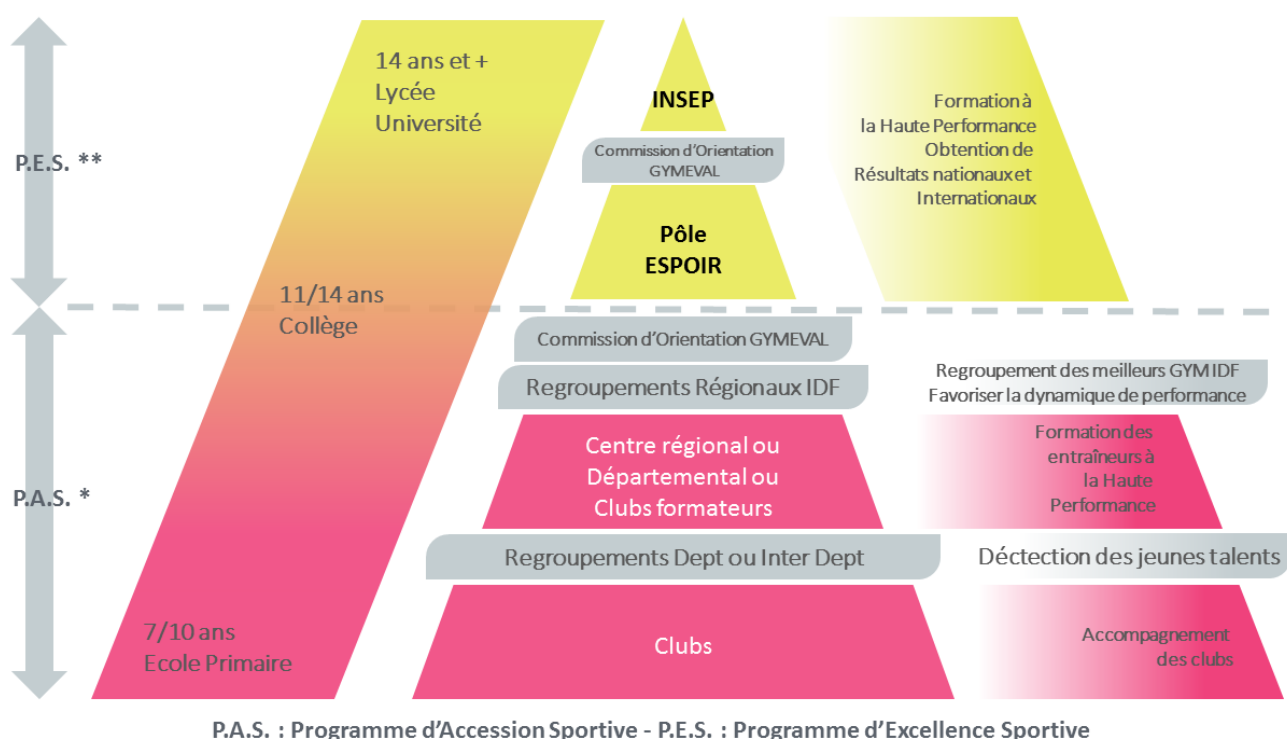 P.E.S. **
14 ans et +
Lycée
Université
INSEP
Commission d'Orientation
GYMEVAL
Pôle
ESPOIR
Formation à
la Haute Performance
Obtention de
Résultats nationaux et
Internationaux
11/14 ans
Collège
Commission d'Orientation GYMEVAL
Regroupements Régionaux IDF
Regroupement des meilleurs GYM IDF
Favoriser la dynamique de performance
P.A.S. *
Centre régional ou
Départemental ou
Clubs formateurs
Formation des
entraîneurs à
la Haute
Performance
Regroupements Dept ou Inter Dept
Déctection des jeunes talents
7/10 ans
Ecole Primaire
Clubs
Accompagnement
des clubs
P.A.S. : Programme d'Accession Sportive - P.E.S. : Programme d'Excellence Sportive